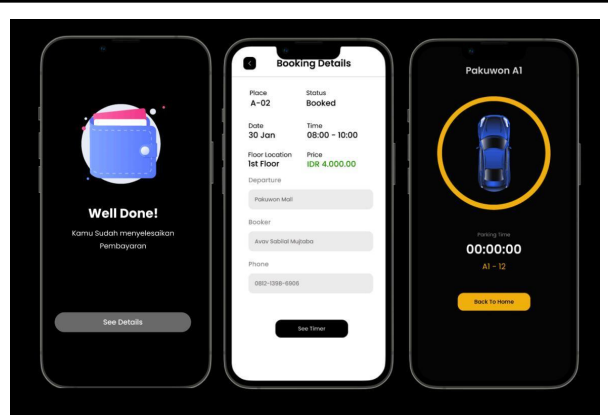 Well Done!
Kamu Sudah menyelesaikan
Pembayaran
See Details
Booking Details
Place
A-02
Status
Booked
Date
30 Jan
Time
08:00 - 10:00
Floor Location
1st Floor
Price
IDR 4.000.00
Departure
Pakuwon Mall
Booker
Avav Sabilal Mujtaba
Phone
0812-1398-6908
See Timer
Pakuwon A1
Parking Time
00:00:00
A1 - 12
Back To Home